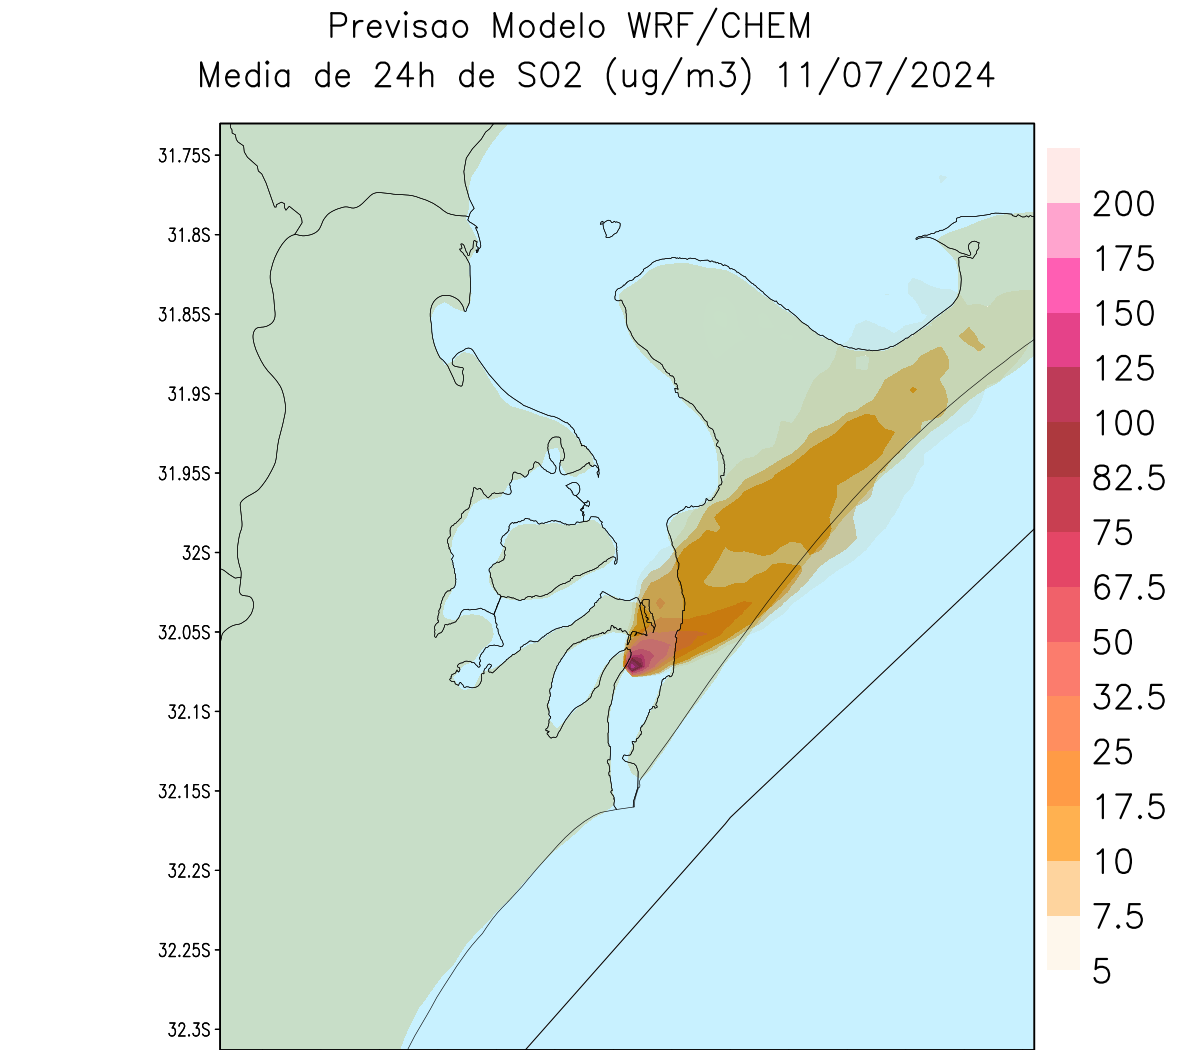 Previsao Modelo WRF/CHEM
Media de 24h de SO2 (ug/m3) 11/07/2024
31.75S
31.8S
31.85S
31.9S
31.95S
32S
32.05S
32.1S
32.15S
32.2S
32.25S
32.3S
200
175
150
125
100
82.5
75
67.5
50
32.5
25
17.5
10
7.5
5